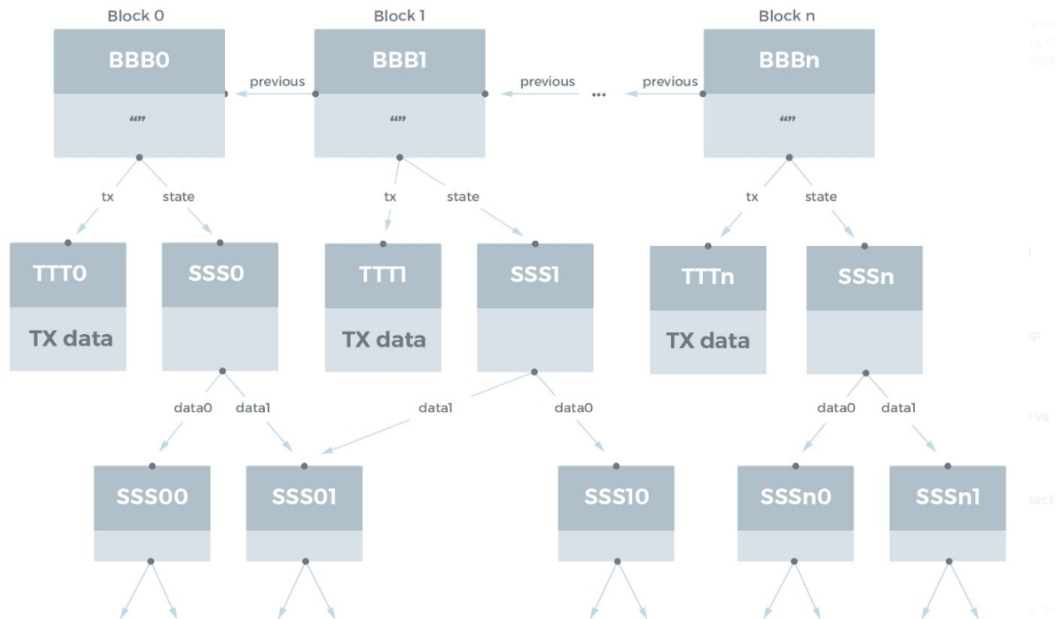 Block 0 Block 1 Block n
BBB0 BBB1 BBBn
previous previous ... previous
“” “” “”
tx state tx state tx state
TTT0 SSS0 TTT1 SSS1 TTTn SSSn
TX data TX data TX data
data0 data1 data1 data0 data0 data1
SSS00 SSS01 SSS10 SSSn0 SSSn1